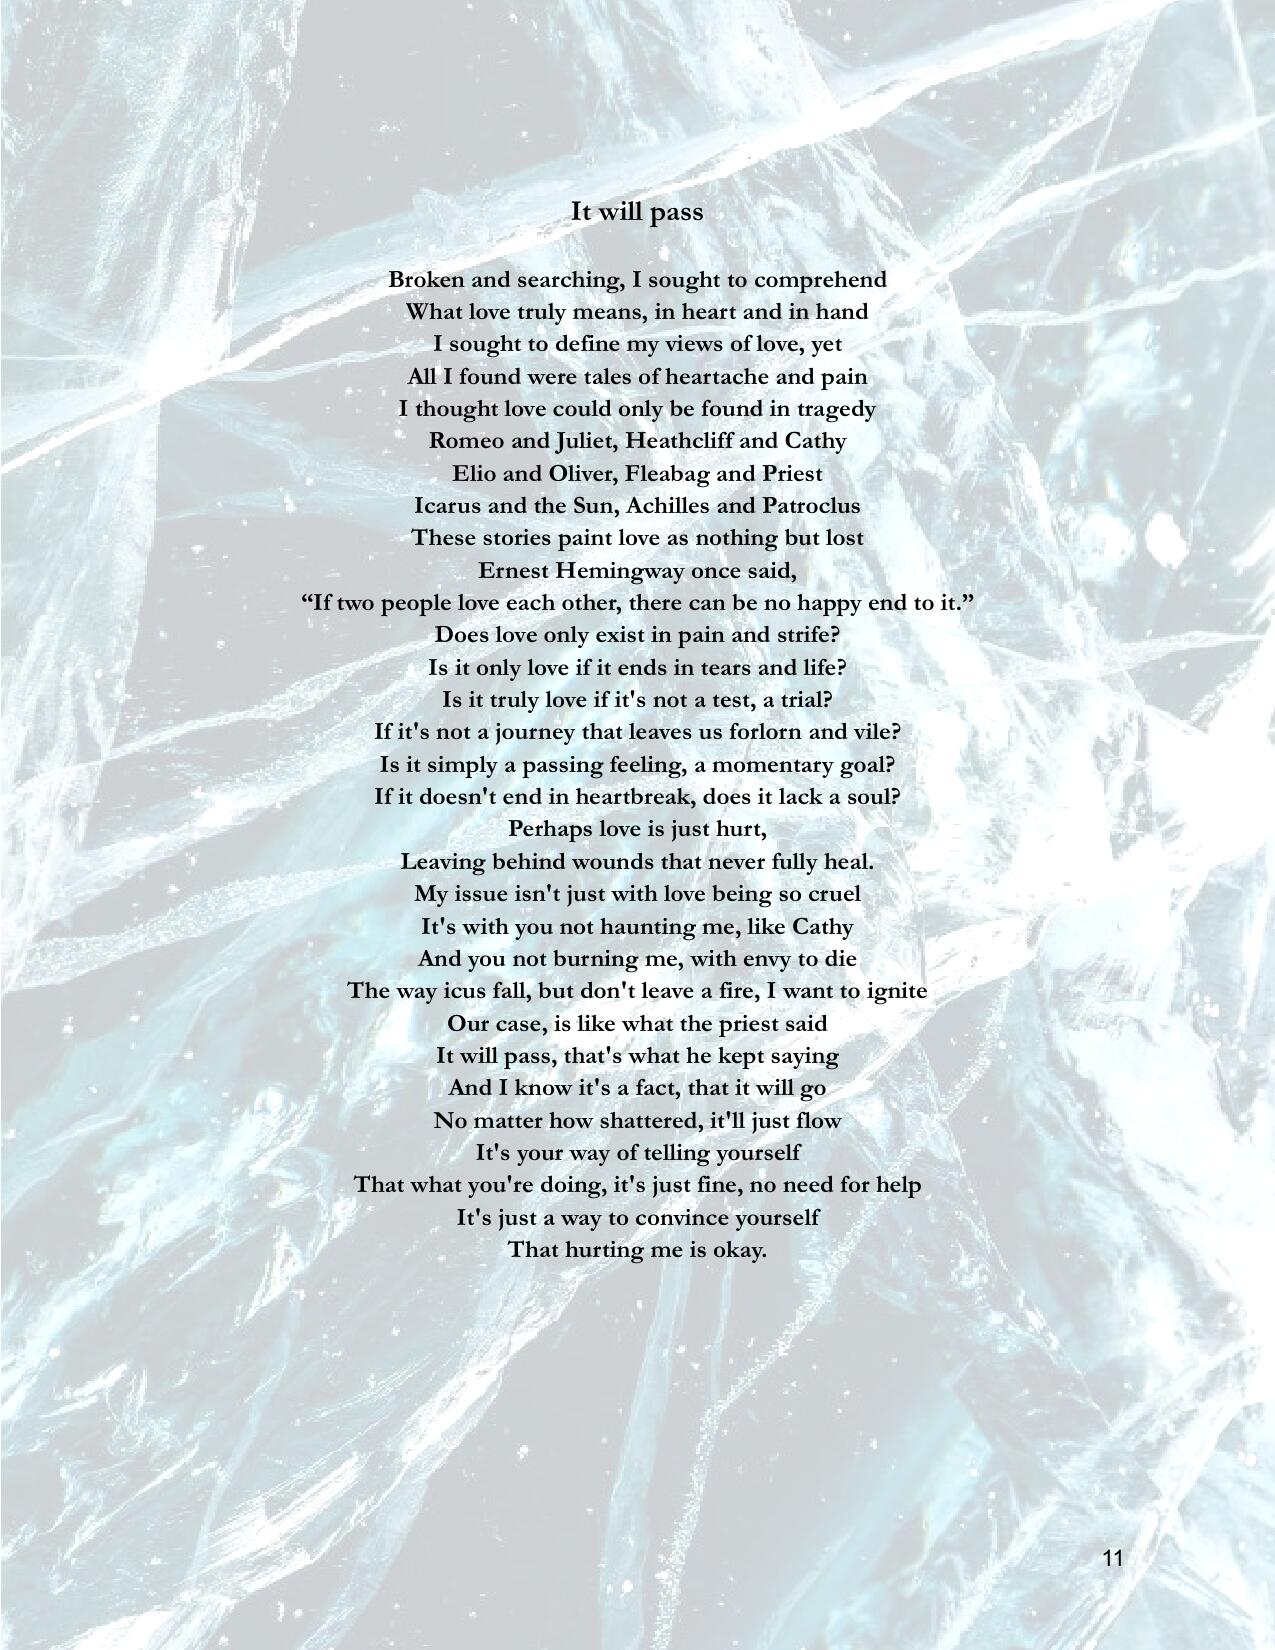 It will pass
Broken and searching, I sought to comprehend
What love truly means, in heart and in hand
I sought to define my views of love, yet
All I found were tales of heartache and pain
I thought love could only be found in tragedy
Romeo and Juliet, Heathcliff and Cathy
Elio and Oliver, Fleabag and Priest
Icarus and the Sun, Achilles and Patroclus
These stories paint love as nothing but lost
Ernest Hemingway once said,
“If two people love each other, there can be no happy end to it.”
Does love only exist in pain and strife?
Is it only love if it ends in tears and life?
Is it truly love if it's not a test, a trial?
If it's not a journey that leaves us forlorn and vile?
Is it simply a passing feeling, a momentary goal?
If it doesn't end in heartbreak, does it lack a soul?
Perhaps love is just hurt,
Leaving behind wounds that never fully heal.
My issue isn't just with love being so cruel
It's with you not haunting me, like Cathy
And you not burning me, with envy to die
The way icus fall, but don't leave a fire, I want to ignite
Our case, is like what the priest said
It will pass, that's what he kept saying
And I know it's a fact, that it will go
No matter how shattered, it'll just flow
It's your way of telling yourself
That what you're doing, it's just fine, no need for help
It's just a way to convince yourself
That hurting me is okay.
11